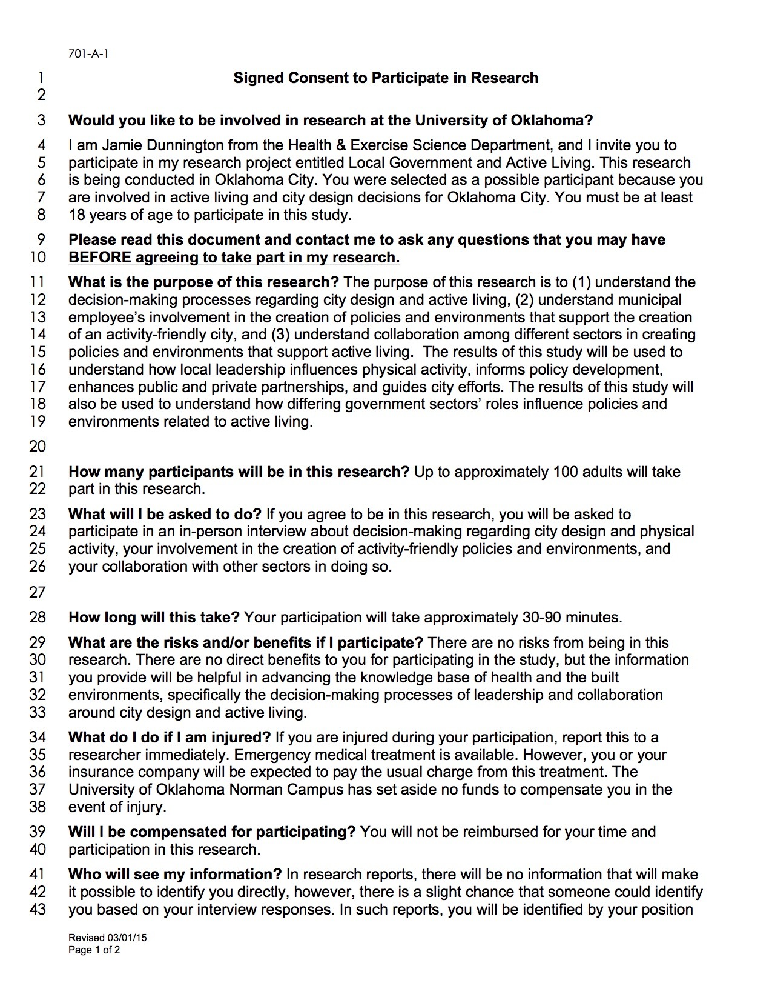 701-A-1
1 Signed Consent to Participate in Research
2
3 Would you like to be involved in research at the University of Oklahoma?
4 I am Jamie Dunnington from the Health & Exercise Science Department, and I invite you to
5 participate in my research project entitled Local Government and Active Living. This research
6 is being conducted in Oklahoma City. You were selected as a possible participant because you
7 are involved in active living and city design decisions for Oklahoma City. You must be at least
8 18 years of age to participate in this study.
9 Please read this document and contact me to ask any questions that you may have
10 BEFORE agreeing to take part in my research.
11 What is the purpose of this research? The purpose of this research is to (1) understand the
12 decision-making processes regarding city design and active living, (2) understand municipal
13 employee’s involvement in the creation of policies and environments that support the creation
14 of an activity-friendly city, and (3) understand collaboration among different sectors in creating
15 policies and environments that support active living.  The results of this study will be used to
16 understand how local leadership influences physical activity, informs policy development,
17 enhances public and private partnerships, and guides city efforts. The results of this study will
18 also be used to understand how differing government sectors’ roles influence policies and
19 environments related to active living.
20
21 How many participants will be in this research? Up to approximately 100 adults will take
22 part in this research.
23 What will I be asked to do? If you agree to be in this research, you will be asked to
24 participate in an in-person interview about decision-making regarding city design and physical
25 activity, your involvement in the creation of activity-friendly policies and environments, and
26 your collaboration with other sectors in doing so.
27
28 How long will this take? Your participation will take approximately 30-90 minutes.
29 What are the risks and/or benefits if I participate? There are no risks from being in this
30 research. There are no direct benefits to you for participating in the study, but the information
31 you provide will be helpful in advancing the knowledge base of health and the built
32 environments, specifically the decision-making processes of leadership and collaboration
33 around city design and active living.
34 What do I do if I am injured? If you are injured during your participation, report this to a
35 researcher immediately. Emergency medical treatment is available. However, you or your
36 insurance company will be expected to pay the usual charge from this treatment. The
37 University of Oklahoma Norman Campus has set aside no funds to compensate you in the
38 event of injury.
39 Will I be compensated for participating? You will not be reimbursed for your time and
40 participation in this research.
41 Who will see my information? In research reports, there will be no information that will make
42 it possible to identify you directly, however, there is a slight chance that someone could identify
43 you based on your interview responses. In such reports, you will be identified by your position
Revised 03/01/15
Page 1 of 2